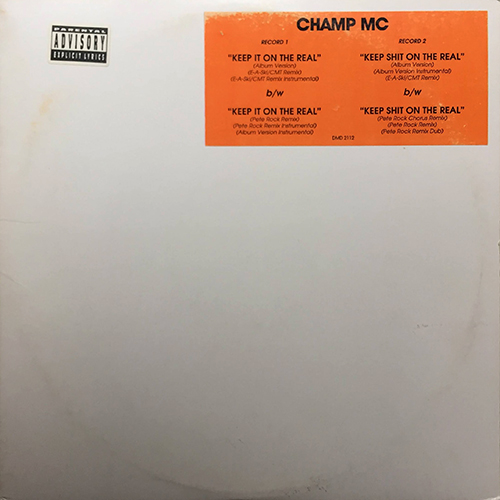 PARENTAL
ADVISORY
EXPLICIT LYRICS
CHAMP MC
RECORD 1
"KEEP IT ON THE REAL"
(Album Version)
(E-A-Ski/CMT Remix)
(E-A-Ski/CMT Remix Instrumental)
b/w
"KEEP IT ON THE REAL"
(Pete Rock Remix)
(Pete Rock Remix Instrumental)
(Album Version Instrumental)
RECORD 2
"KEEP SHIT ON THE REAL"
(Album Version)
(Album Version Instrumental)
(E-A-Ski/CMT Remix)
b/w
"KEEP SHIT ON THE REAL"
(Pete Rock Chorus Remix)
(Pete Rock Remix)
(Pete Rock Remix Dub)
DMD 2112